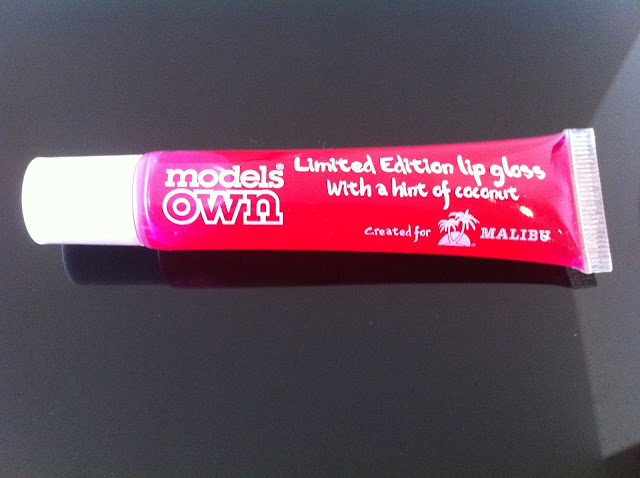 models
own
Limited Edition lip gloss
With a hint of coconut
Created for MALIBU